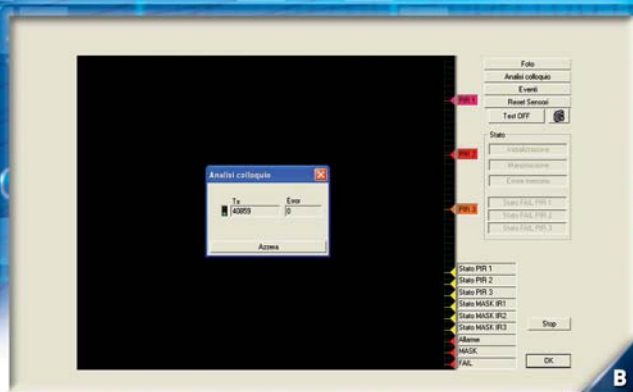 Foto
Analisi colloquio
Eventi
Reset Sensori
Test OFF
PIR 1
PIR 2
PIR 3
Stato
Inizializzazione
Manomissione
Errore memoria
Stato FAIL PIR 1
Stato FAIL PIR 2
Stato FAIL PIR 3
Analisi colloquio
Tx
Error
40859
0
Azzera
Stato PIR 1
Stato PIR 2
Stato PIR 3
Stato MASK IR1
Stato MASK IR2
Stato MASK IR3
Allarme
MASK
FAIL
Stop
OK
B